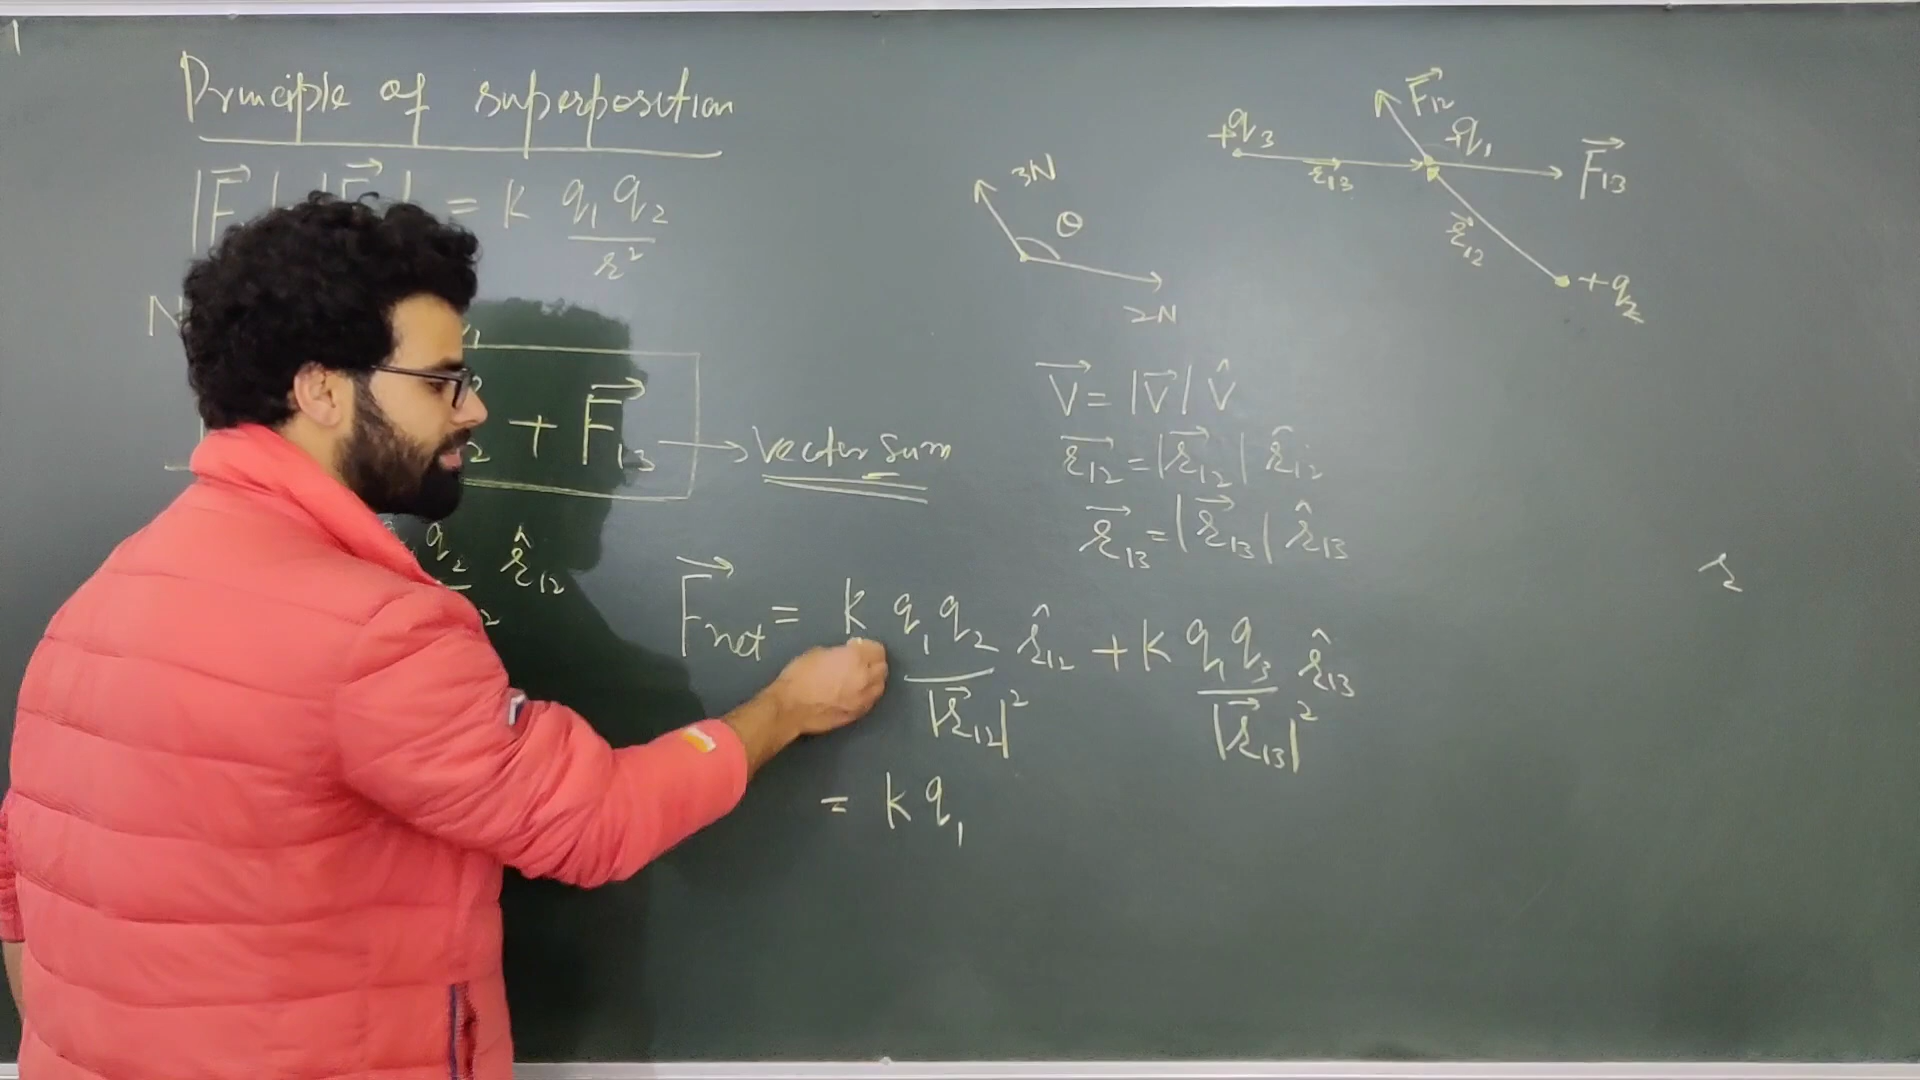 Principle of superposition
|F⃗ | |F⃗ | = K q₁q₂/r²
N
+ F⃗₁₃ → Vector sum
q₂ r̂₁₂
F⃗net = K q₁q₂/|r⃗₁₂|² r̂₁₂ + K q₁q₃/|r⃗₁₃|² r̂₁₃
= K q₁
3N
θ
2N
V⃗ = |V⃗| V̂
r⃗₁₂ = |r⃗₁₂| r̂₁₂
r⃗₁₃ = |r⃗₁₃| r̂₁₃
F⃗₁₂
+q₃ +q₁
r⃗₁₃ F⃗₁₃
r⃗₁₂
+q₂
r